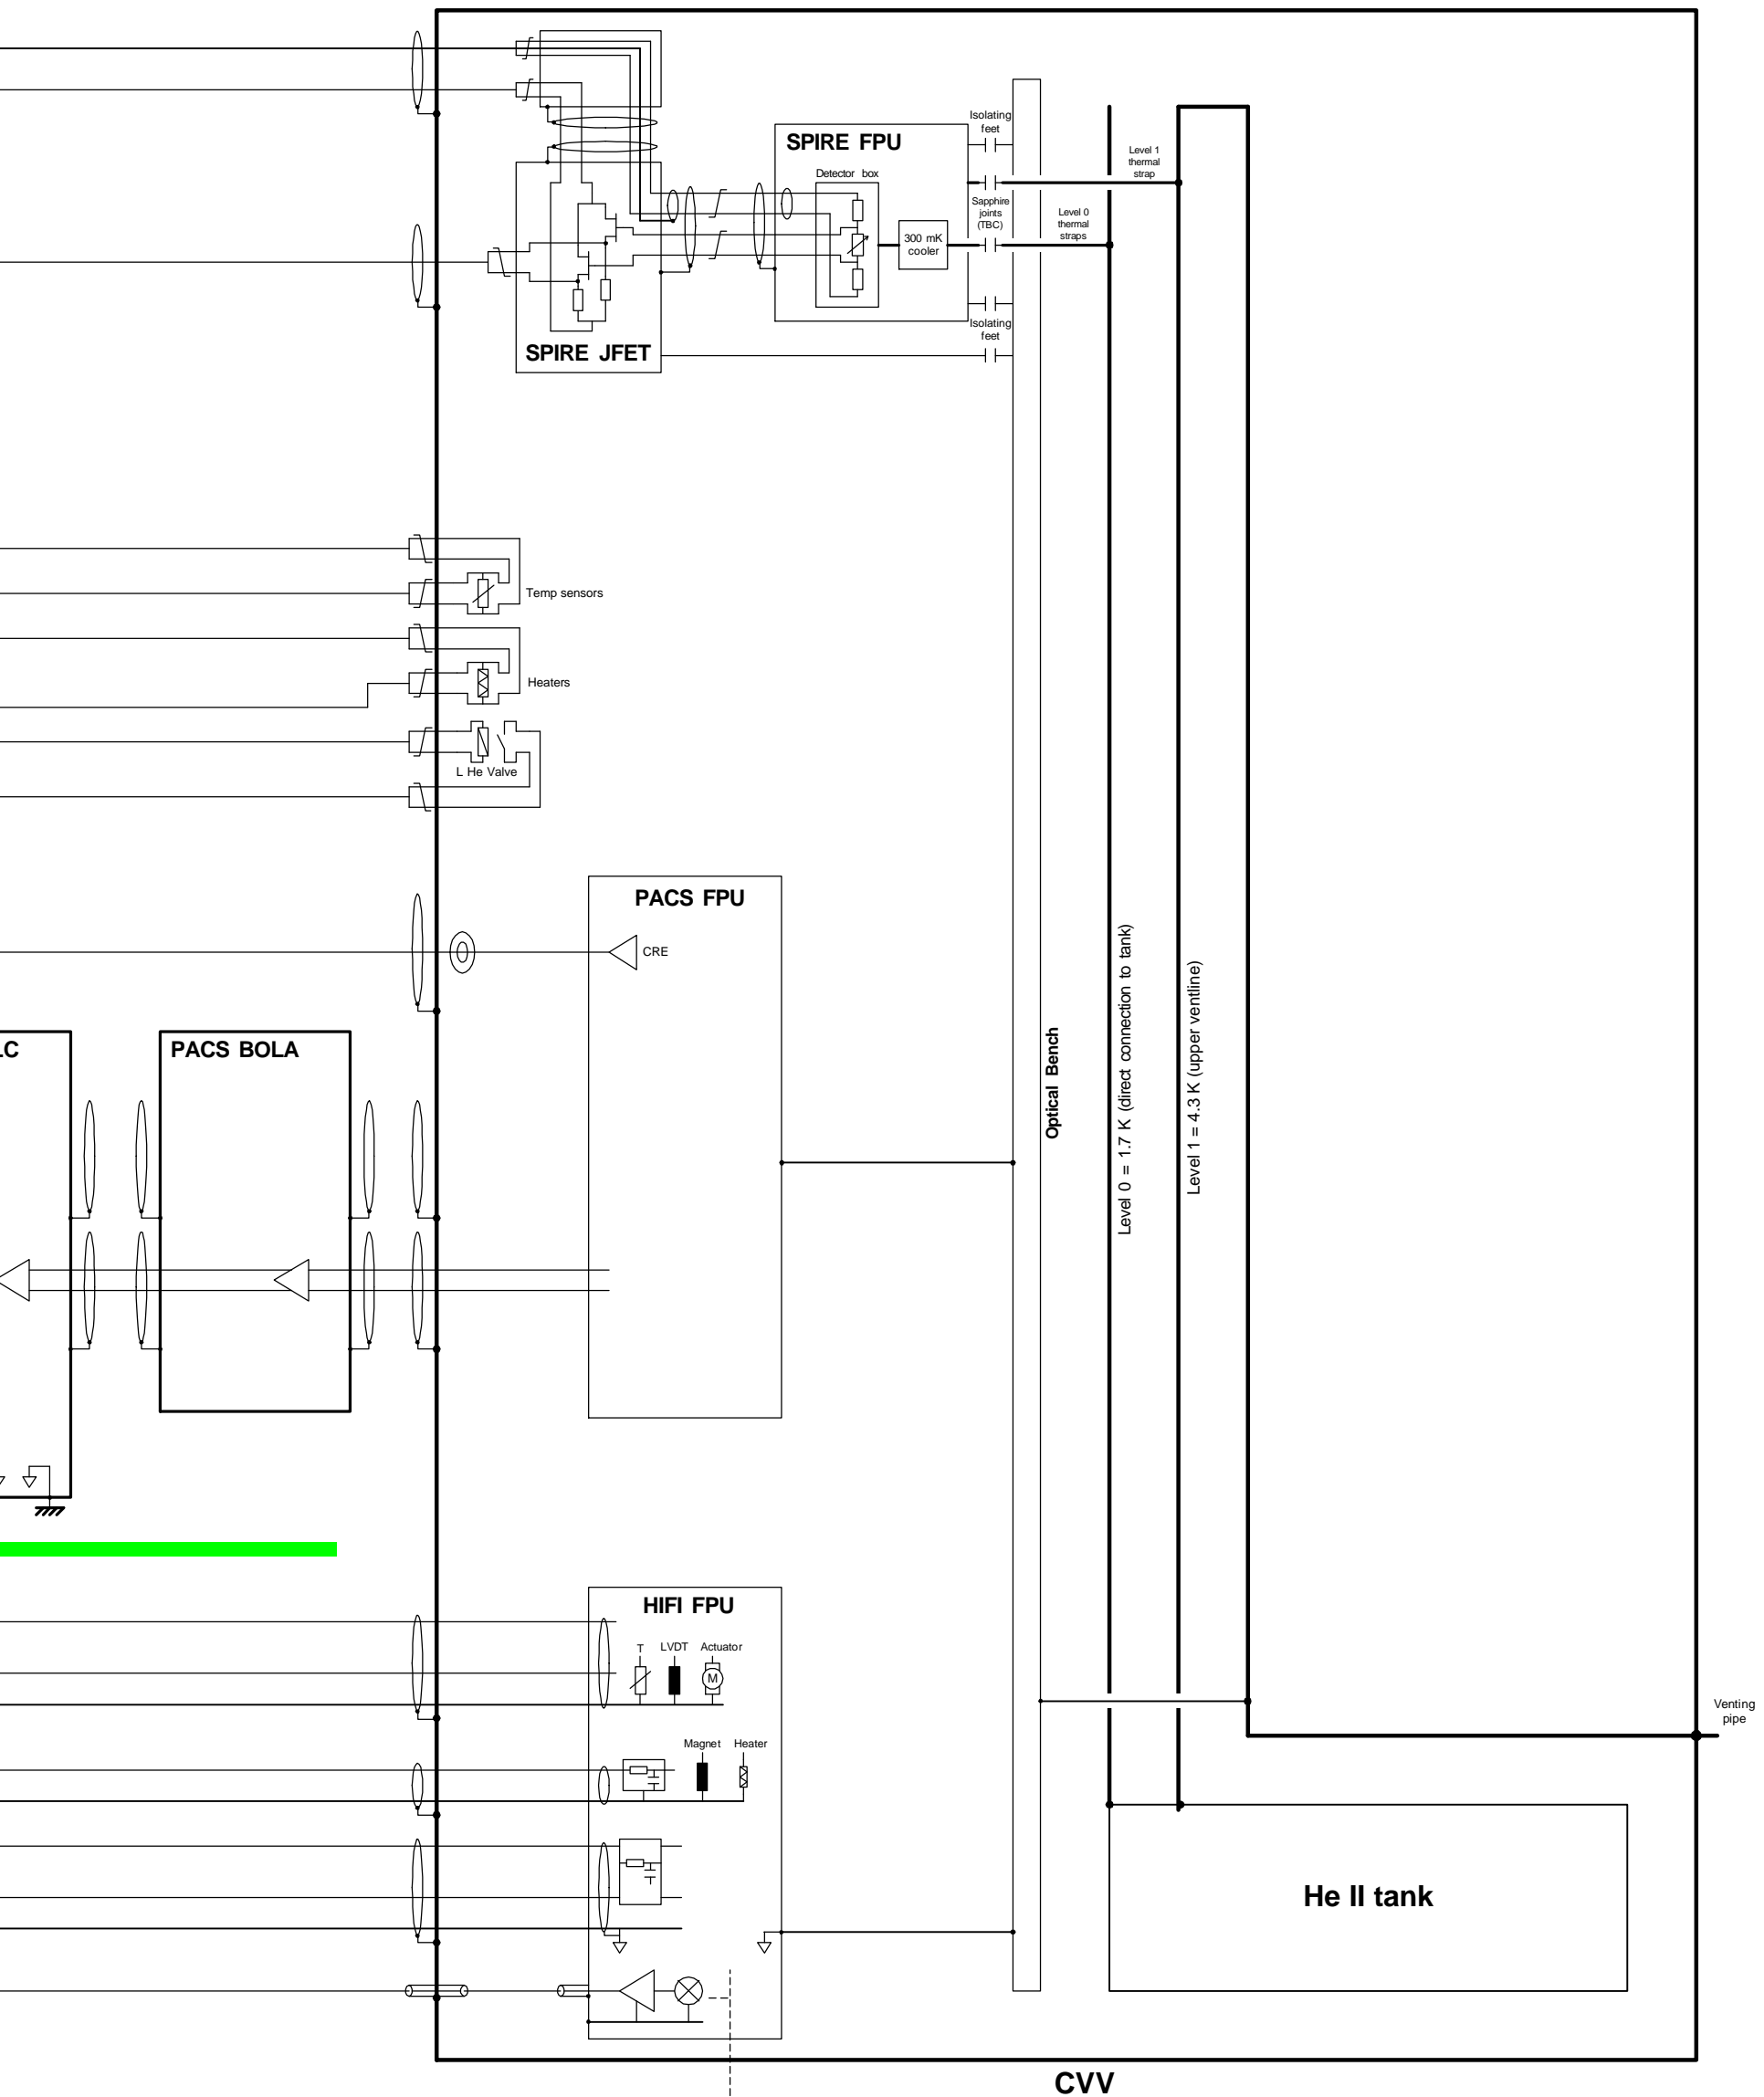 Isolating
feet
SPIRE FPU
Level 1
thermal
strap
Detector box
Sapphire
joints
(TBC)
Level 0
thermal
straps
300 mK
cooler
Isolating
feet
SPIRE JFET
Temp sensors
Heaters
L He Valve
PACS FPU
CRE
Optical Bench
Level 0 = 1.7 K (direct connection to tank)
Level 1 = 4.3 K (upper ventline)
LC
PACS BOLA
HIFI FPU
T LVDT Actuator
M
Venting
pipe
Magnet Heater
He II tank
CVV